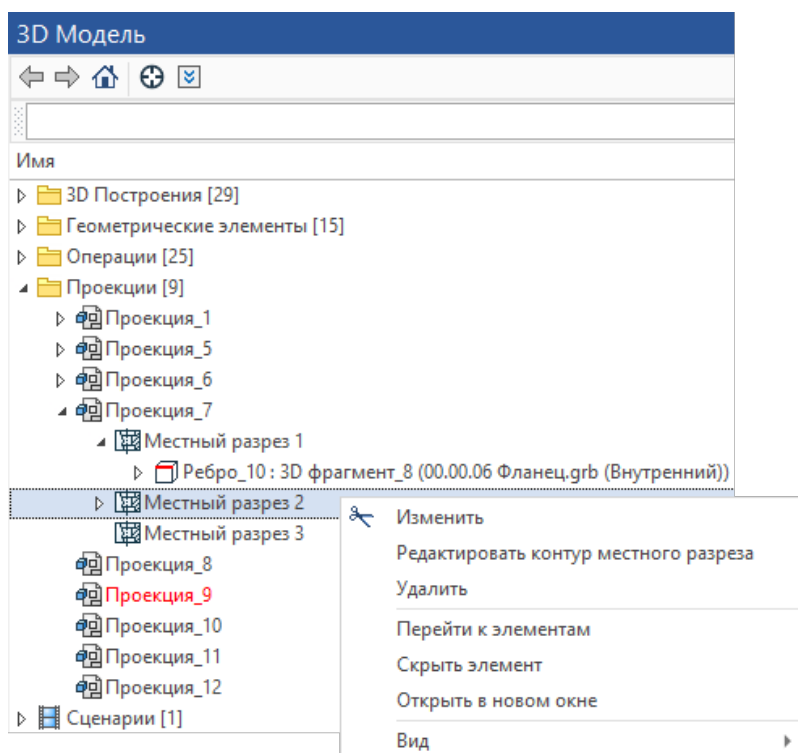 3D Модель
Имя
3D Построения [29]
Геометрические элементы [15]
Операции [25]
Проекции [9]
Проекция_1
Проекция_5
Проекция_6
Проекция_7
Местный разрез 1
Ребро_10 : 3D фрагмент_8 (00.00.06 Фланец.grb (Внутренний))
Местный разрез 2
Местный разрез 3
Проекция_8
Проекция_9
Проекция_10
Проекция_11
Проекция_12
Сценарии [1]
Изменить
Редактировать контур местного разреза
Удалить
Перейти к элементам
Скрыть элемент
Открыть в новом окне
Вид